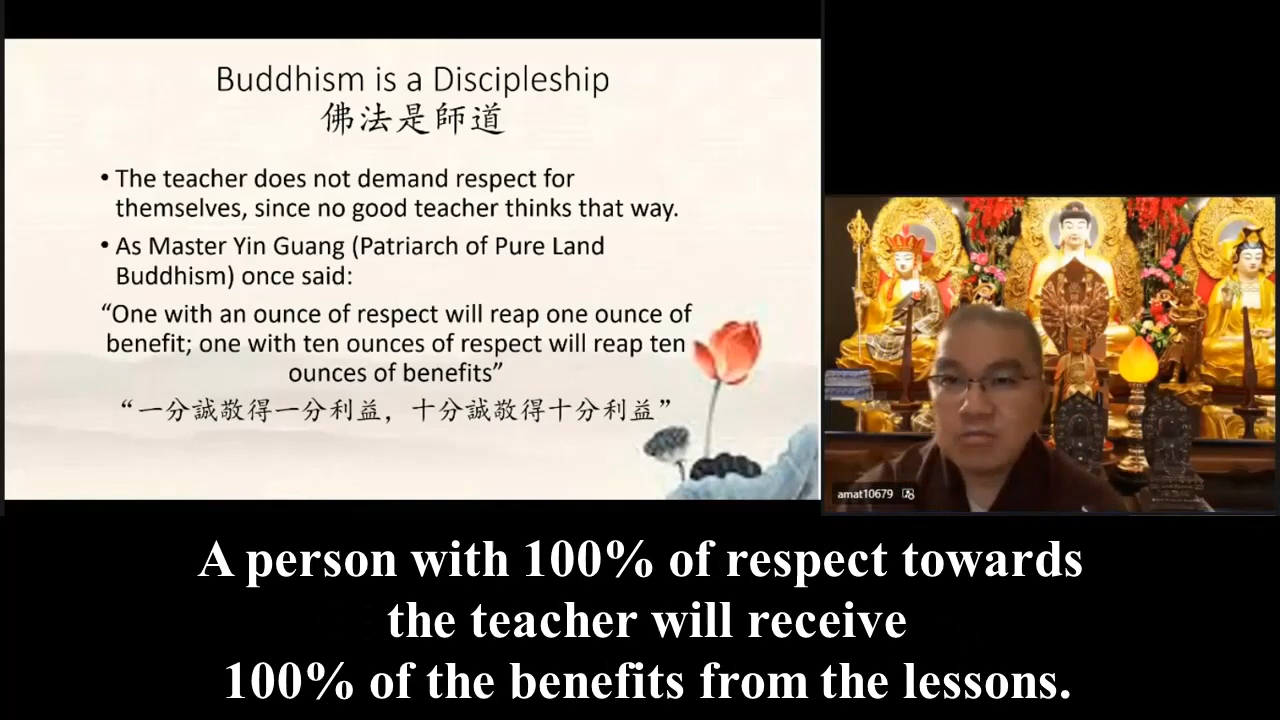 Buddhism is a Discipleship
佛法是師道
• The teacher does not demand respect for
themselves, since no good teacher thinks that way.
• As Master Yin Guang (Patriarch of Pure Land
Buddhism) once said:
“One with an ounce of respect will reap one ounce of
benefit; one with ten ounces of respect will reap ten
ounces of benefits”
“一分誠敬得一分利益，十分誠敬得十分利益”
amat10679
A person with 100% of respect towards
the teacher will receive
100% of the benefits from the lessons.